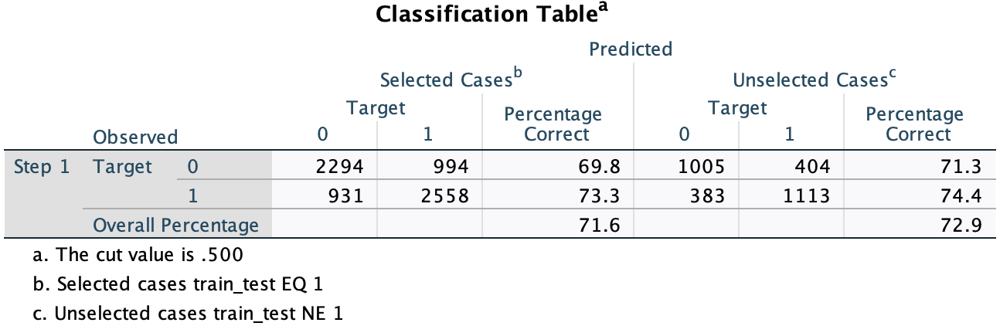 Classification Tableᵃ
Predicted
Selected Casesᵇ Unselected Casesᶜ
Target Percentage Correct Target Percentage Correct
Observed 0 1 0 1
Step 1 Target 0 2294 994 69.8 1005 404 71.3
1 931 2558 73.3 383 1113 74.4
Overall Percentage 71.6 72.9
a. The cut value is .500
b. Selected cases train_test EQ 1
c. Unselected cases train_test NE 1